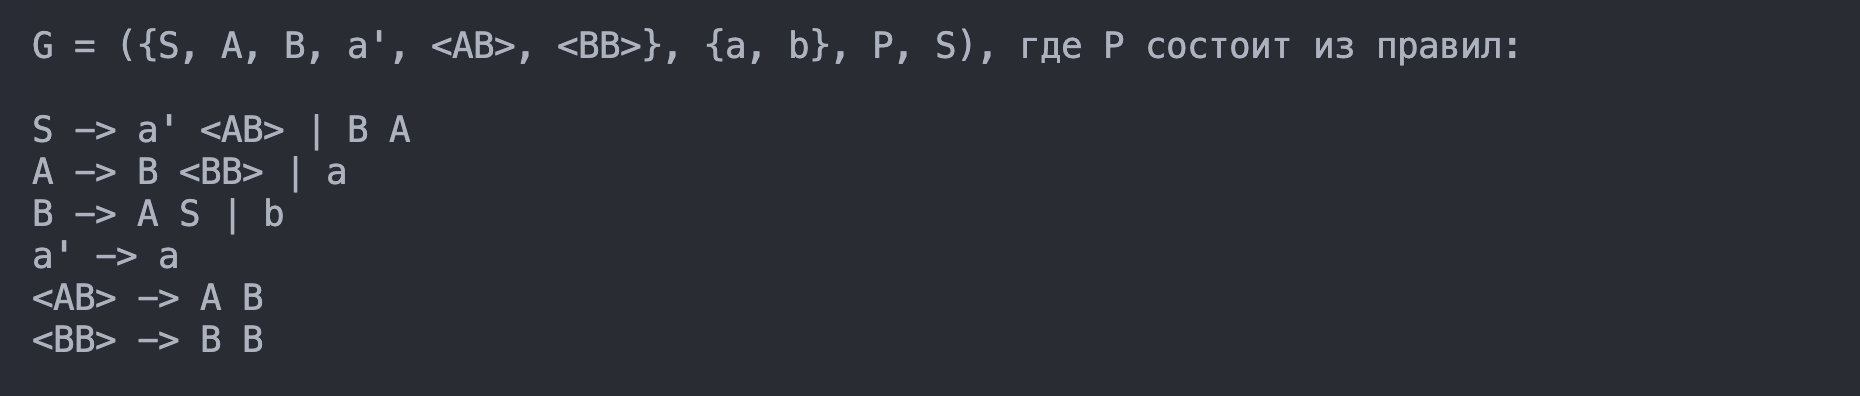 G = ({S, A, B, a', <AB>, <BB>}, {a, b}, P, S), где P состоит из правил:
S –> a' <AB> | B A
A –> B <BB> | a
B –> A S | b
a' –> a
<AB> –> A B
<BB> –> B B